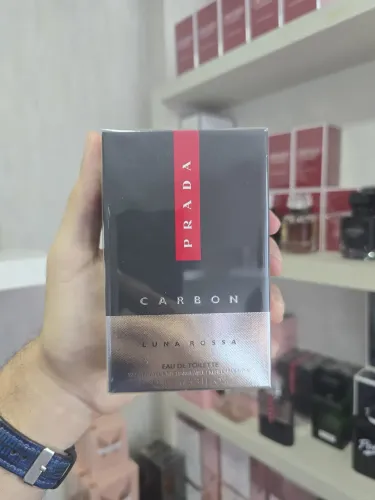 PRADA
CARBON
LUNA ROSSA
EAU DE TOILETTE